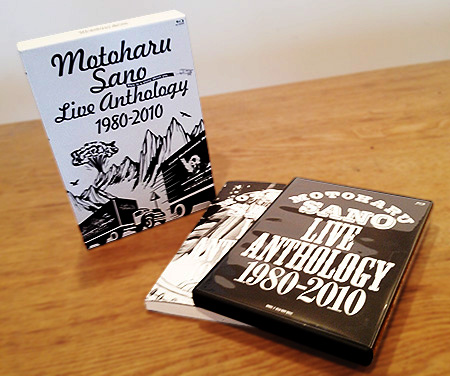 Motoharu
Sano
Live Anthology
1980-2010
MOTOHARU
SANO
LIVE
ANTHOLOGY
1980-2010